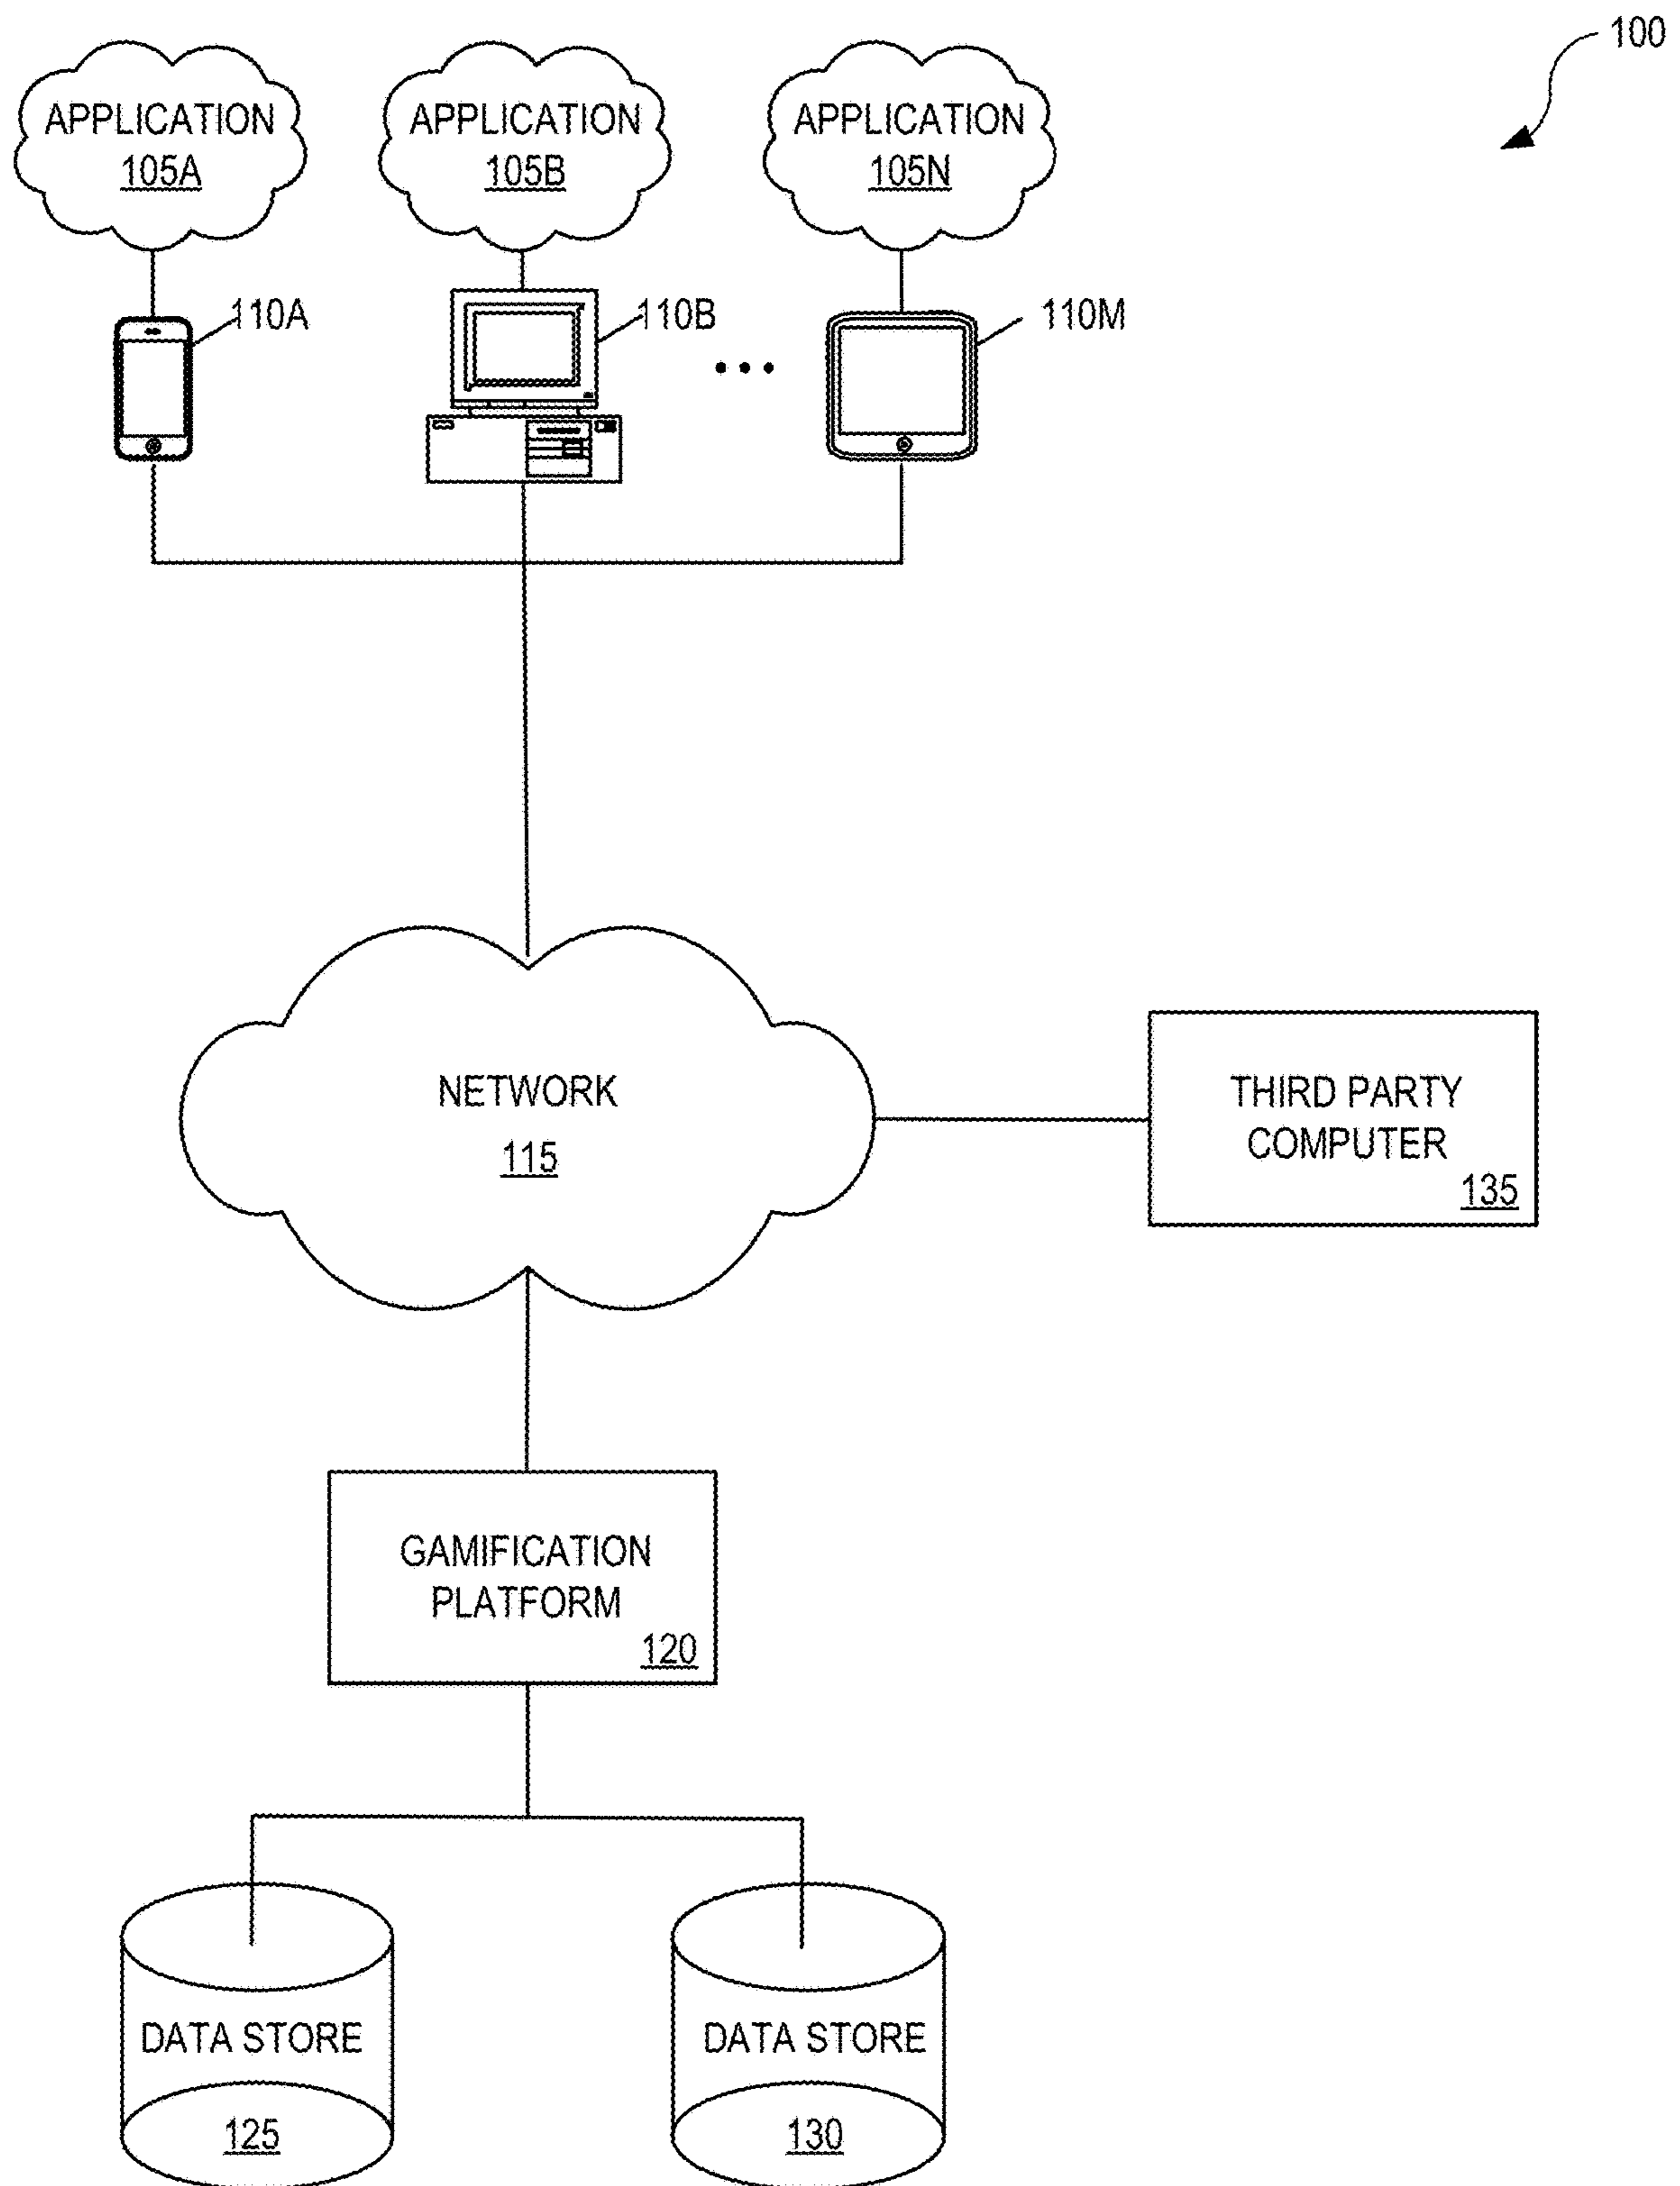 100
APPLICATION
105A
APPLICATION
105B
APPLICATION
105N
110A
110B
110M
NETWORK
115
THIRD PARTY
COMPUTER
135
GAMIFICATION
PLATFORM
120
DATA STORE
125
DATA STORE
130